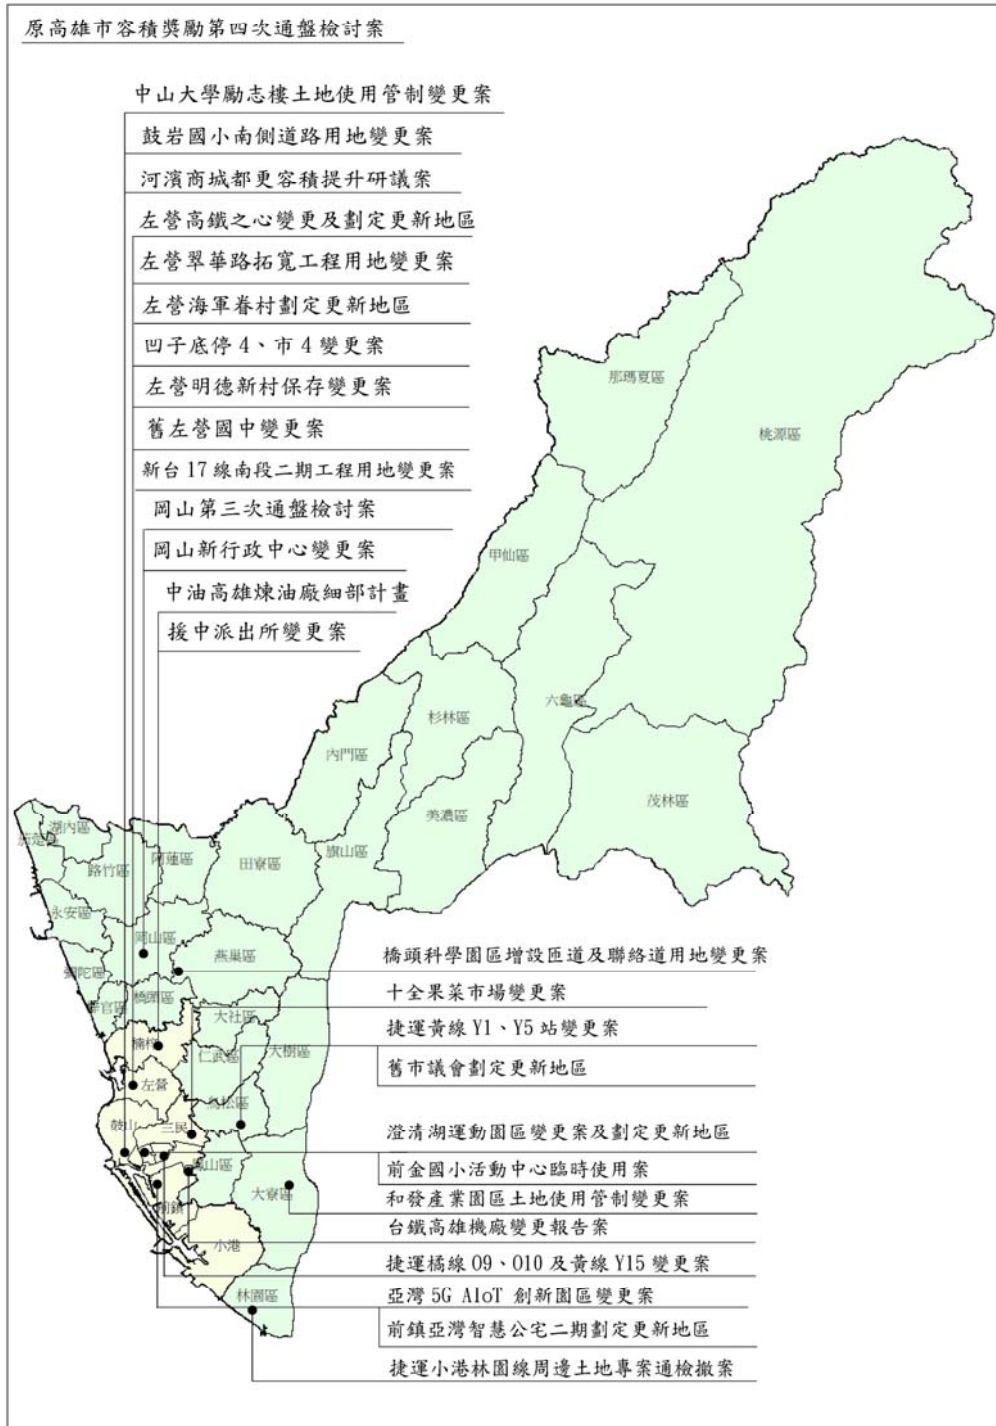 原高雄市容積獎勵第四次通盤檢討案
中山大學勵志樓土地使用管制變更案
鼓岩國小南側道路用地變更案
河濱商城都更容積提升研議案
左營高鐵之心變更及劃定更新地區
左營翠華路拓寬工程用地變更案
左營海軍眷村劃定更新地區
凹子底停4、市4變更案
左營明德新村保存變更案
舊左營國中變更案
新台17線南段二期工程用地變更案
岡山第三次通盤檢討案
岡山新行政中心變更案
中油高雄煉油廠細部計畫
援中派出所變更案
那瑪夏區
桃源區
甲仙區
六龜區
杉林區
內門區
美濃區
茂林區
旗山區
湖內區
阿蓮區
田寮區
路竹區
永安區
岡山區
燕巢區
彌陀區
橋頭區
大社區
楠梓
仁武區
大樹區
左營
鳥松區
鼓山
三民
鳳山區
大寮區
前鎮
小港
林園區
橋頭科學園區增設匝道及聯絡道用地變更案
十全果菜市場變更案
捷運黃線Y1、Y5站變更案
舊市議會劃定更新地區
澄清湖運動園區變更案及劃定更新地區
前金國小活動中心臨時使用案
和發產業園區土地使用管制變更案
台鐵高雄機廠變更報告案
捷運橘線O9、O10及黃線Y15變更案
亞灣5G AIoT 創新園區變更案
前鎮亞灣智慧公宅二期劃定更新地區
捷運小港林園線周邊土地專案通檢撤案